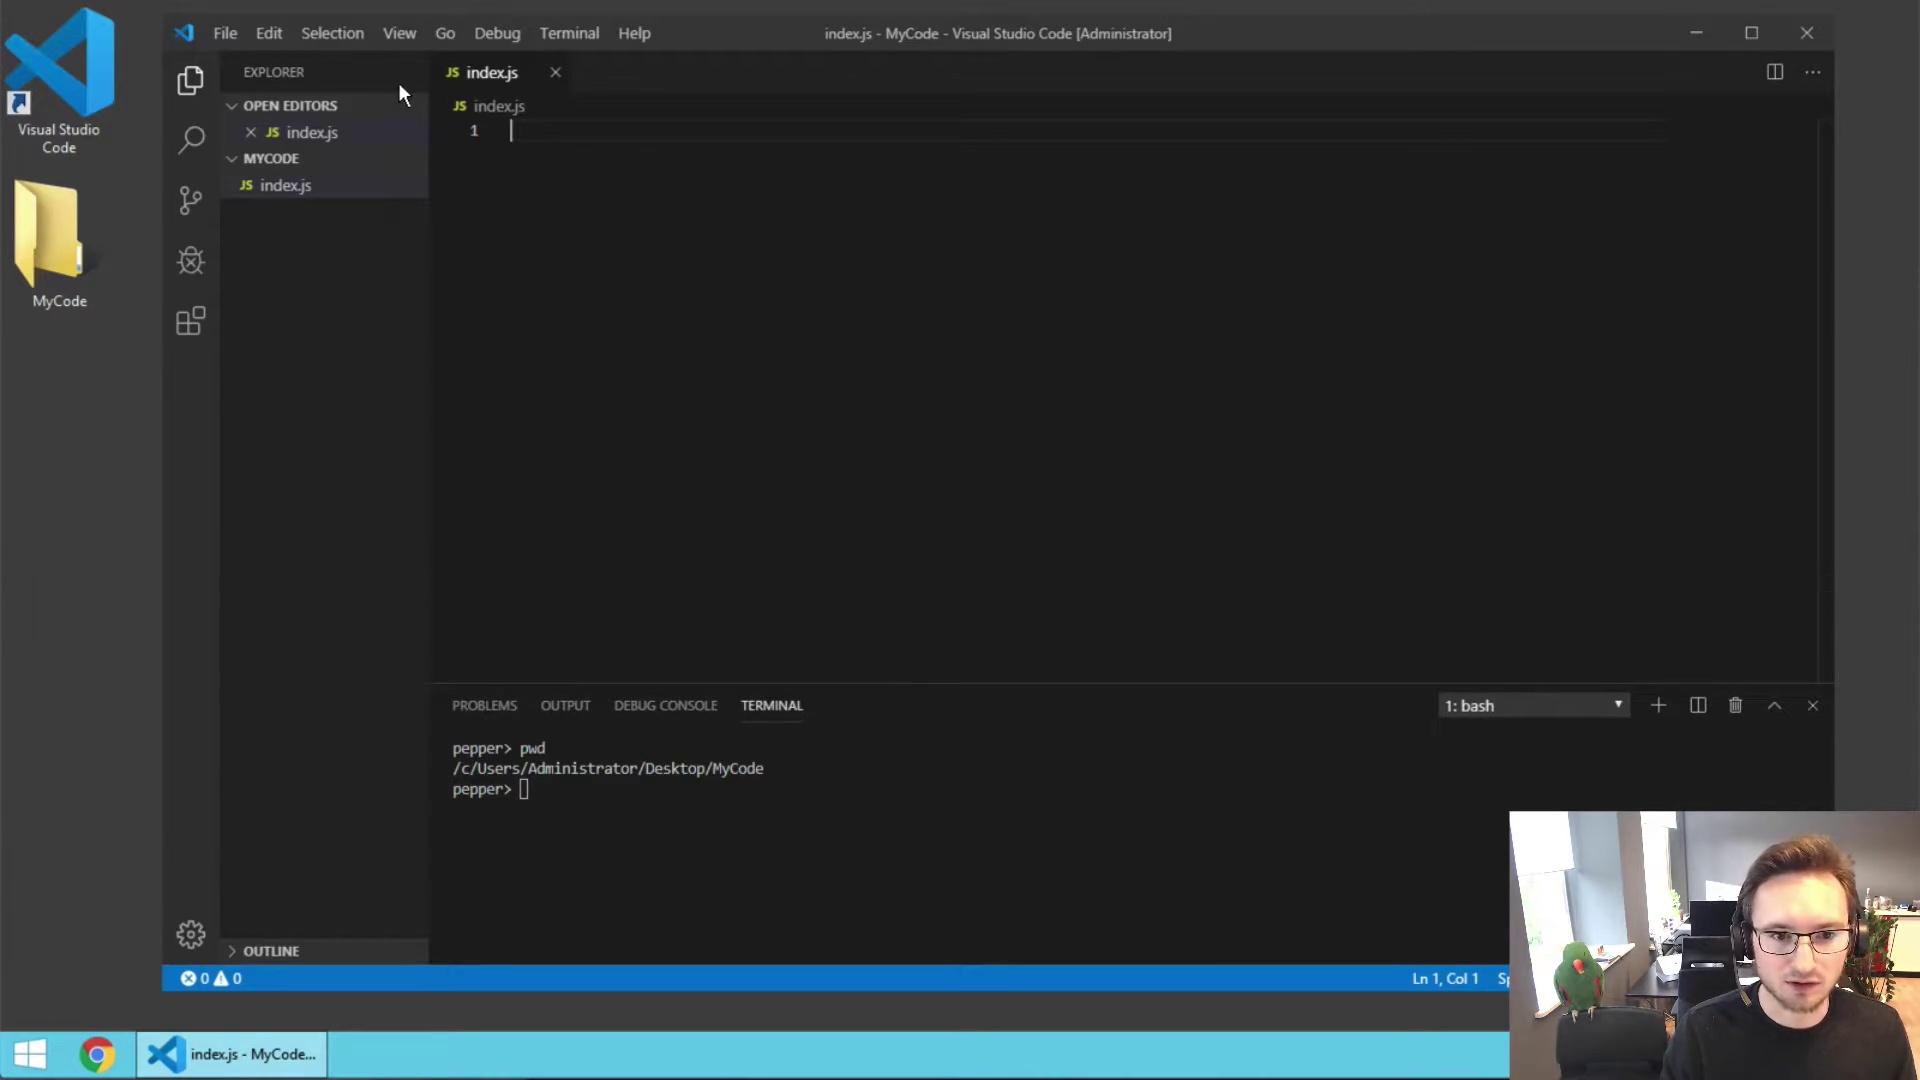 Visual Studio
Code
MyCode
File Edit Selection View Go Debug Terminal Help
index.js - MyCode - Visual Studio Code [Administrator]
EXPLORER
OPEN EDITORS
JS index.js
MYCODE
JS index.js
OUTLINE
JS index.js
JS index.js
1
PROBLEMS OUTPUT DEBUG CONSOLE TERMINAL
1: bash
pepper> pwd
/c/Users/Administrator/Desktop/MyCode
pepper>
0 0
Ln 1, Col 1
index.js - MyCode...